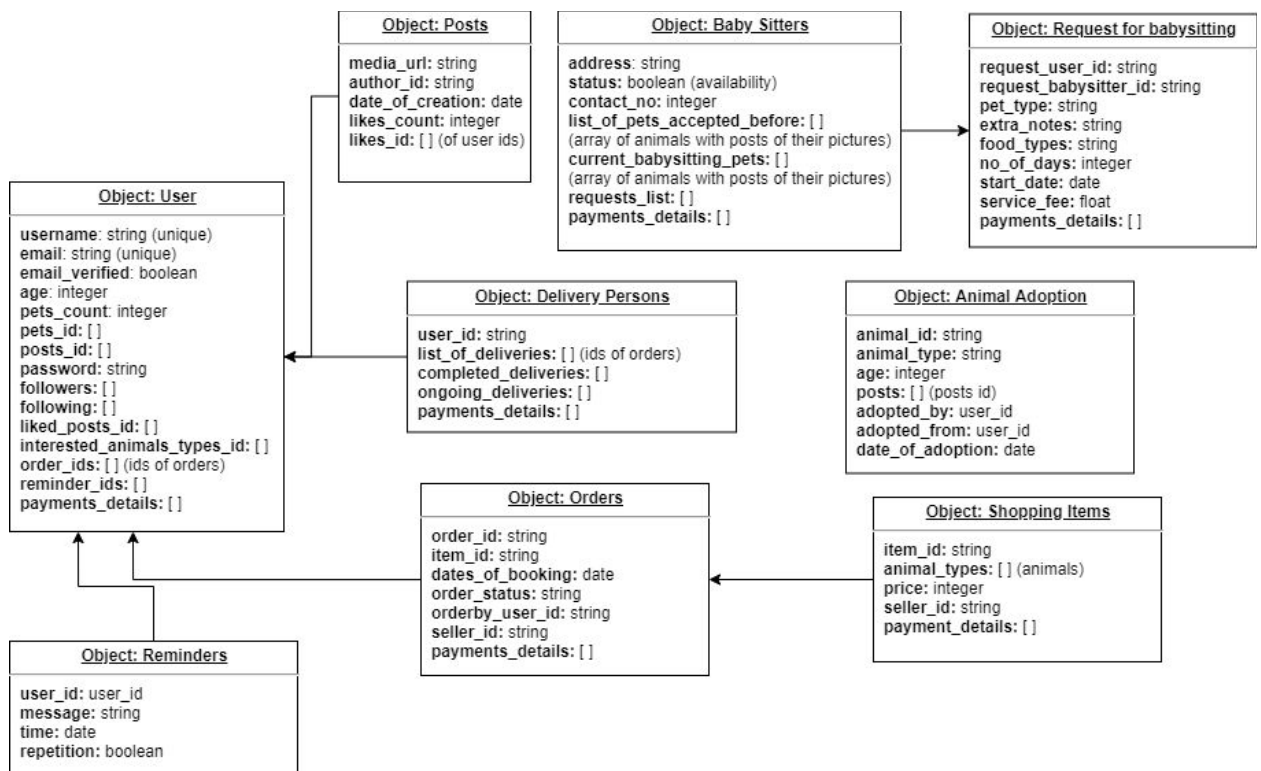 Object: Posts
media_url: string
author_id: string
date_of_creation: date
likes_count: integer
likes_id: [ ] (of user ids)
Object: Baby Sitters
address: string
status: boolean (availability)
contact_no: integer
list_of_pets_accepted_before: [ ]
(array of animals with posts of their pictures)
current_babysitting_pets: [ ]
(array of animals with posts of their pictures)
requests_list: [ ]
payments_details: [ ]
Object: Request for babysitting
request_user_id: string
request_babysitter_id: string
pet_type: string
extra_notes: string
food_types: string
no_of_days: integer
start_date: date
service_fee: float
payments_details: [ ]
Object: User
username: string (unique)
email: string (unique)
email_verified: boolean
age: integer
pets_count: integer
pets_id: [ ]
posts_id: [ ]
password: string
followers: [ ]
following: [ ]
liked_posts_id: [ ]
interested_animals_types_id: [ ]
order_ids: [ ] (ids of orders)
reminder_ids: [ ]
payments_details: [ ]
Object: Delivery Persons
user_id: string
list_of_deliveries: [ ] (ids of orders)
completed_deliveries: [ ]
ongoing_deliveries: [ ]
payments_details: [ ]
Object: Animal Adoption
animal_id: string
animal_type: string
age: integer
posts: [ ] (posts id)
adopted_by: user_id
adopted_from: user_id
date_of_adoption: date
Object: Orders
order_id: string
item_id: string
dates_of_booking: date
order_status: string
orderby_user_id: string
seller_id: string
payments_details: [ ]
Object: Shopping Items
item_id: string
animal_types: [ ] (animals)
price: integer
seller_id: string
payment_details: [ ]
Object: Reminders
user_id: user_id
message: string
time: date
repetition: boolean